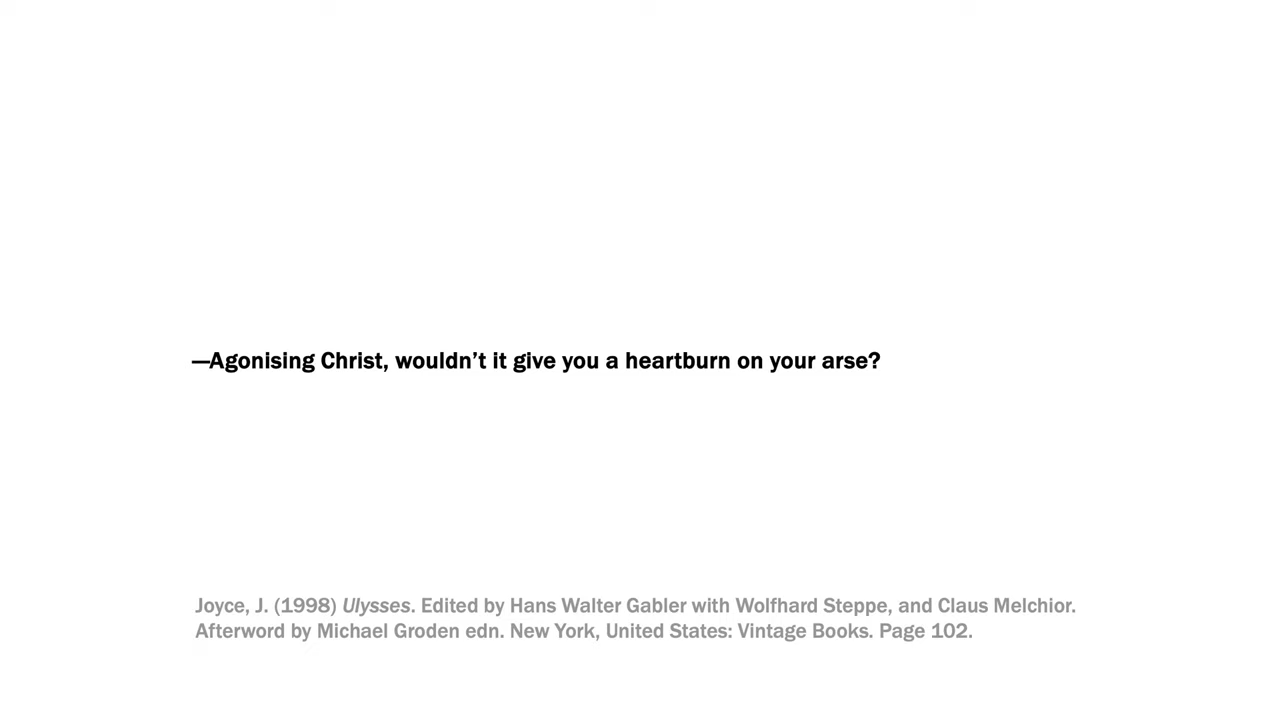 —Agonising Christ, wouldn’t it give you a heartburn on your arse?
Joyce, J. (1998) Ulysses. Edited by Hans Walter Gabler with Wolfhard Steppe, and Claus Melchior.
Afterword by Michael Groden edn. New York, United States: Vintage Books. Page 102.